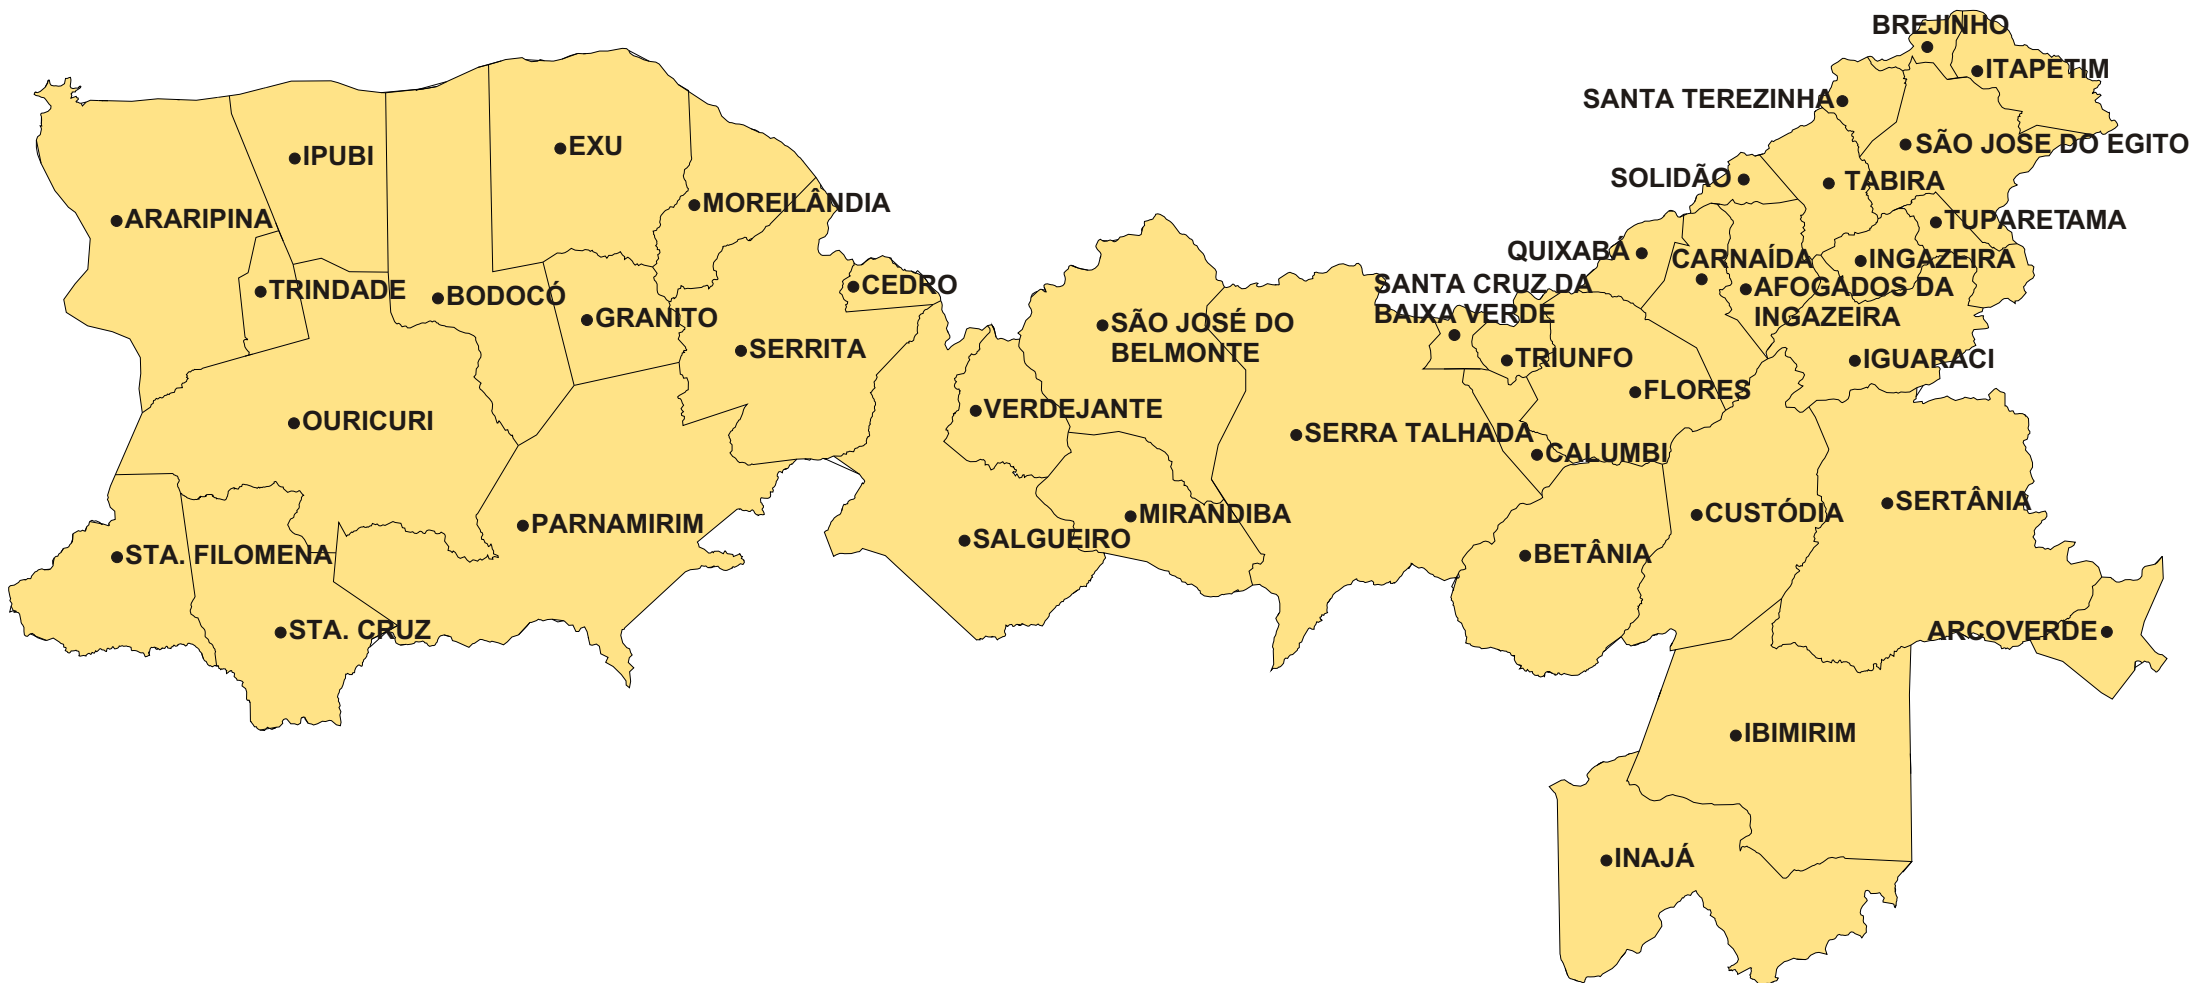 BREJINHO
ITAPETIM
SANTA TEREZINHA
SÃO JOSE DO EGITO
EXU
IPUBI
SOLIDÃO
TABIRA
MOREILÂNDIA
ARARIPINA
TUPARETAMA
QUIXABÁ
CARNAÍDA
INGAZEIRA
SANTA CRUZ DA
BAIXA VERDE
CEDRO
AFOGADOS DA
INGAZEIRA
TRINDADE
BODOCÓ
GRANITO
SÃO JOSÉ DO
BELMONTE
SERRITA
TRIUNFO
IGUARACI
FLORES
VERDEJANTE
OURICURI
SERRA TALHADA
CALUMBI
SERTÂNIA
CUSTÓDIA
MIRANDIBA
PARNAMIRIM
SALGUEIRO
BETÂNIA
STA. FILOMENA
STA. CRUZ
ARCOVERDE
IBIMIRIM
INAJÁ